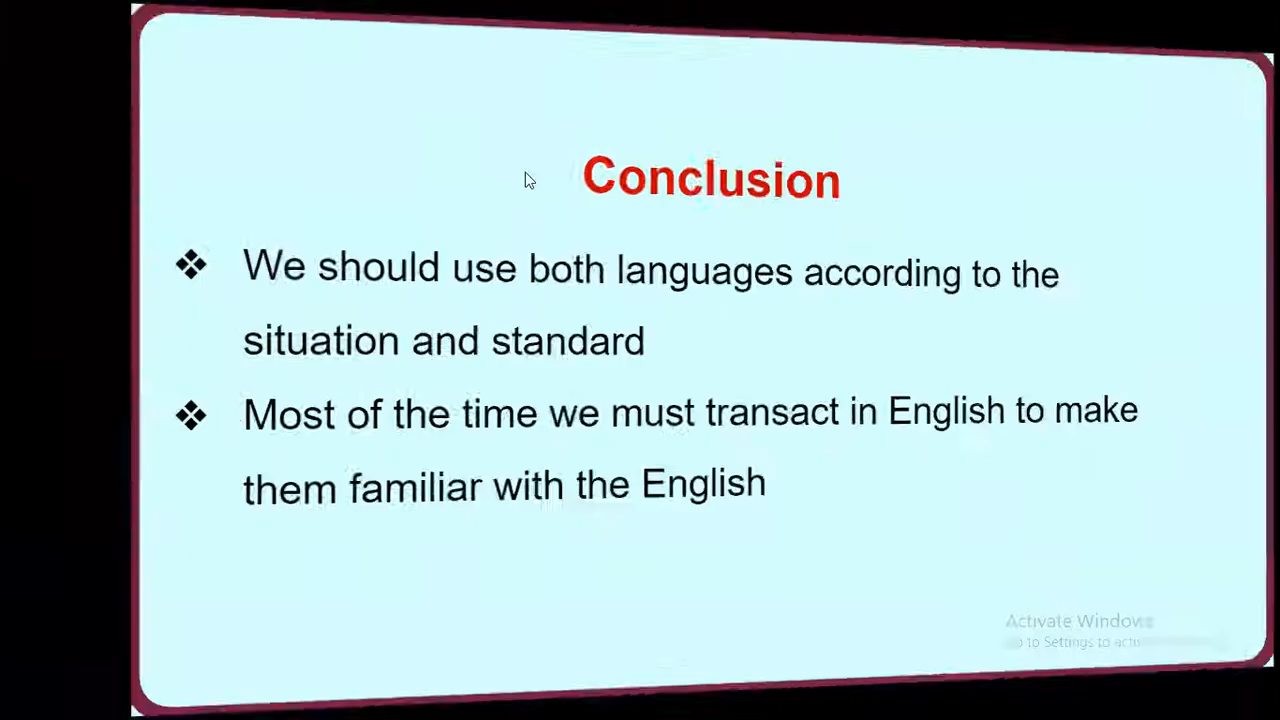 Conclusion
❖ We should use both languages according to the
situation and standard
❖ Most of the time we must transact in English to make
them familiar with the English
Activate Windows
to Settings to